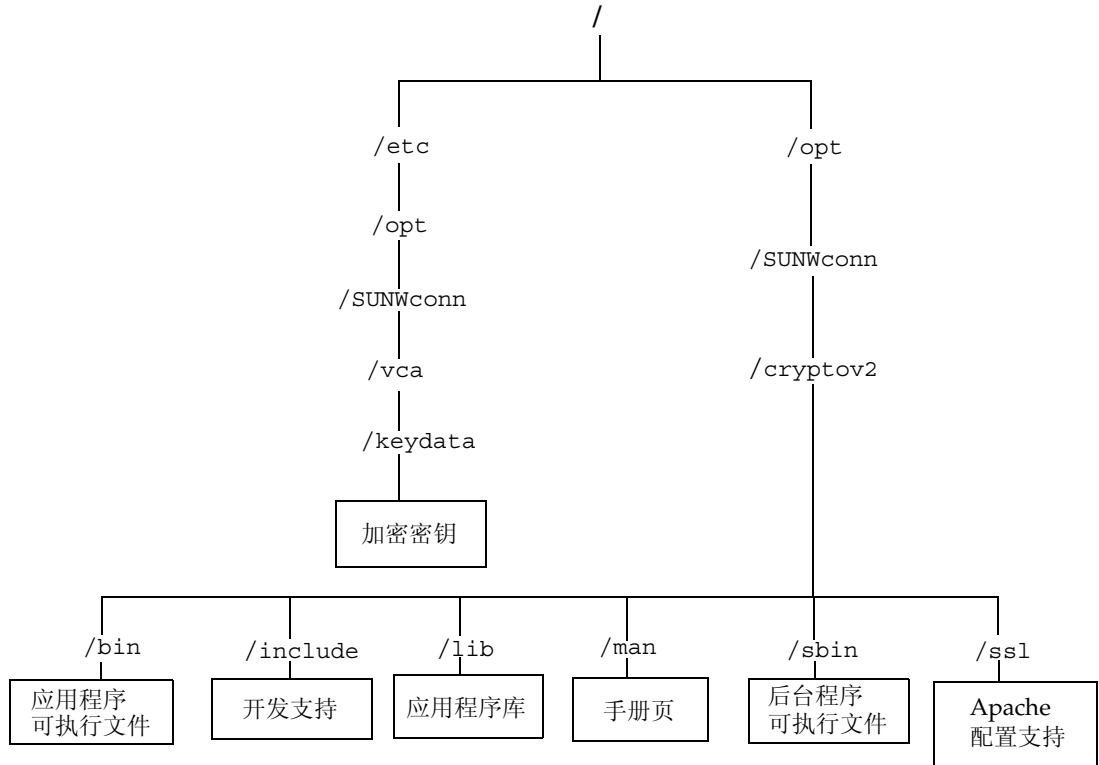 /
/etc
/opt
/opt
/SUNWconn
/SUNWconn
/vca
/cryptov2
/keydata
加密密钥
/bin
/include
/lib
/man
/sbin
/ssl
应用程序
可执行文件
开发支持
应用程序库
手册页
后台程序
可执行文件
Apache
配置支持